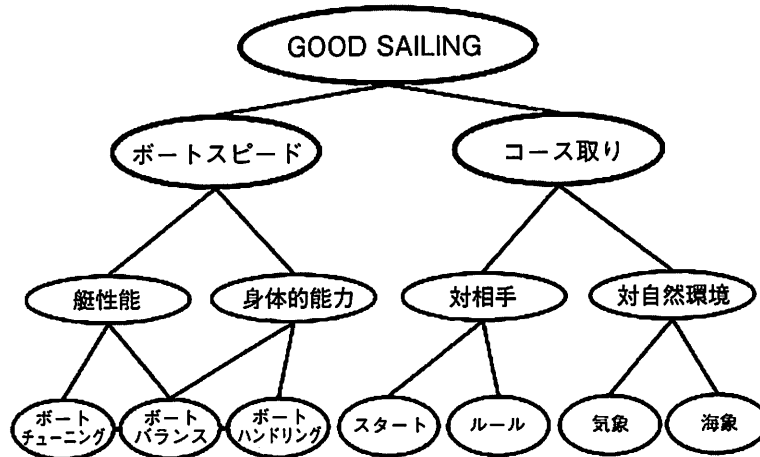 GOOD SAILING
ボートスピード
コース取り
艇性能
身体的能力
対相手
対自然環境
ボート
チューニング
ボート
バランス
ボート
ハンドリング
スタート
ルール
気象
海象